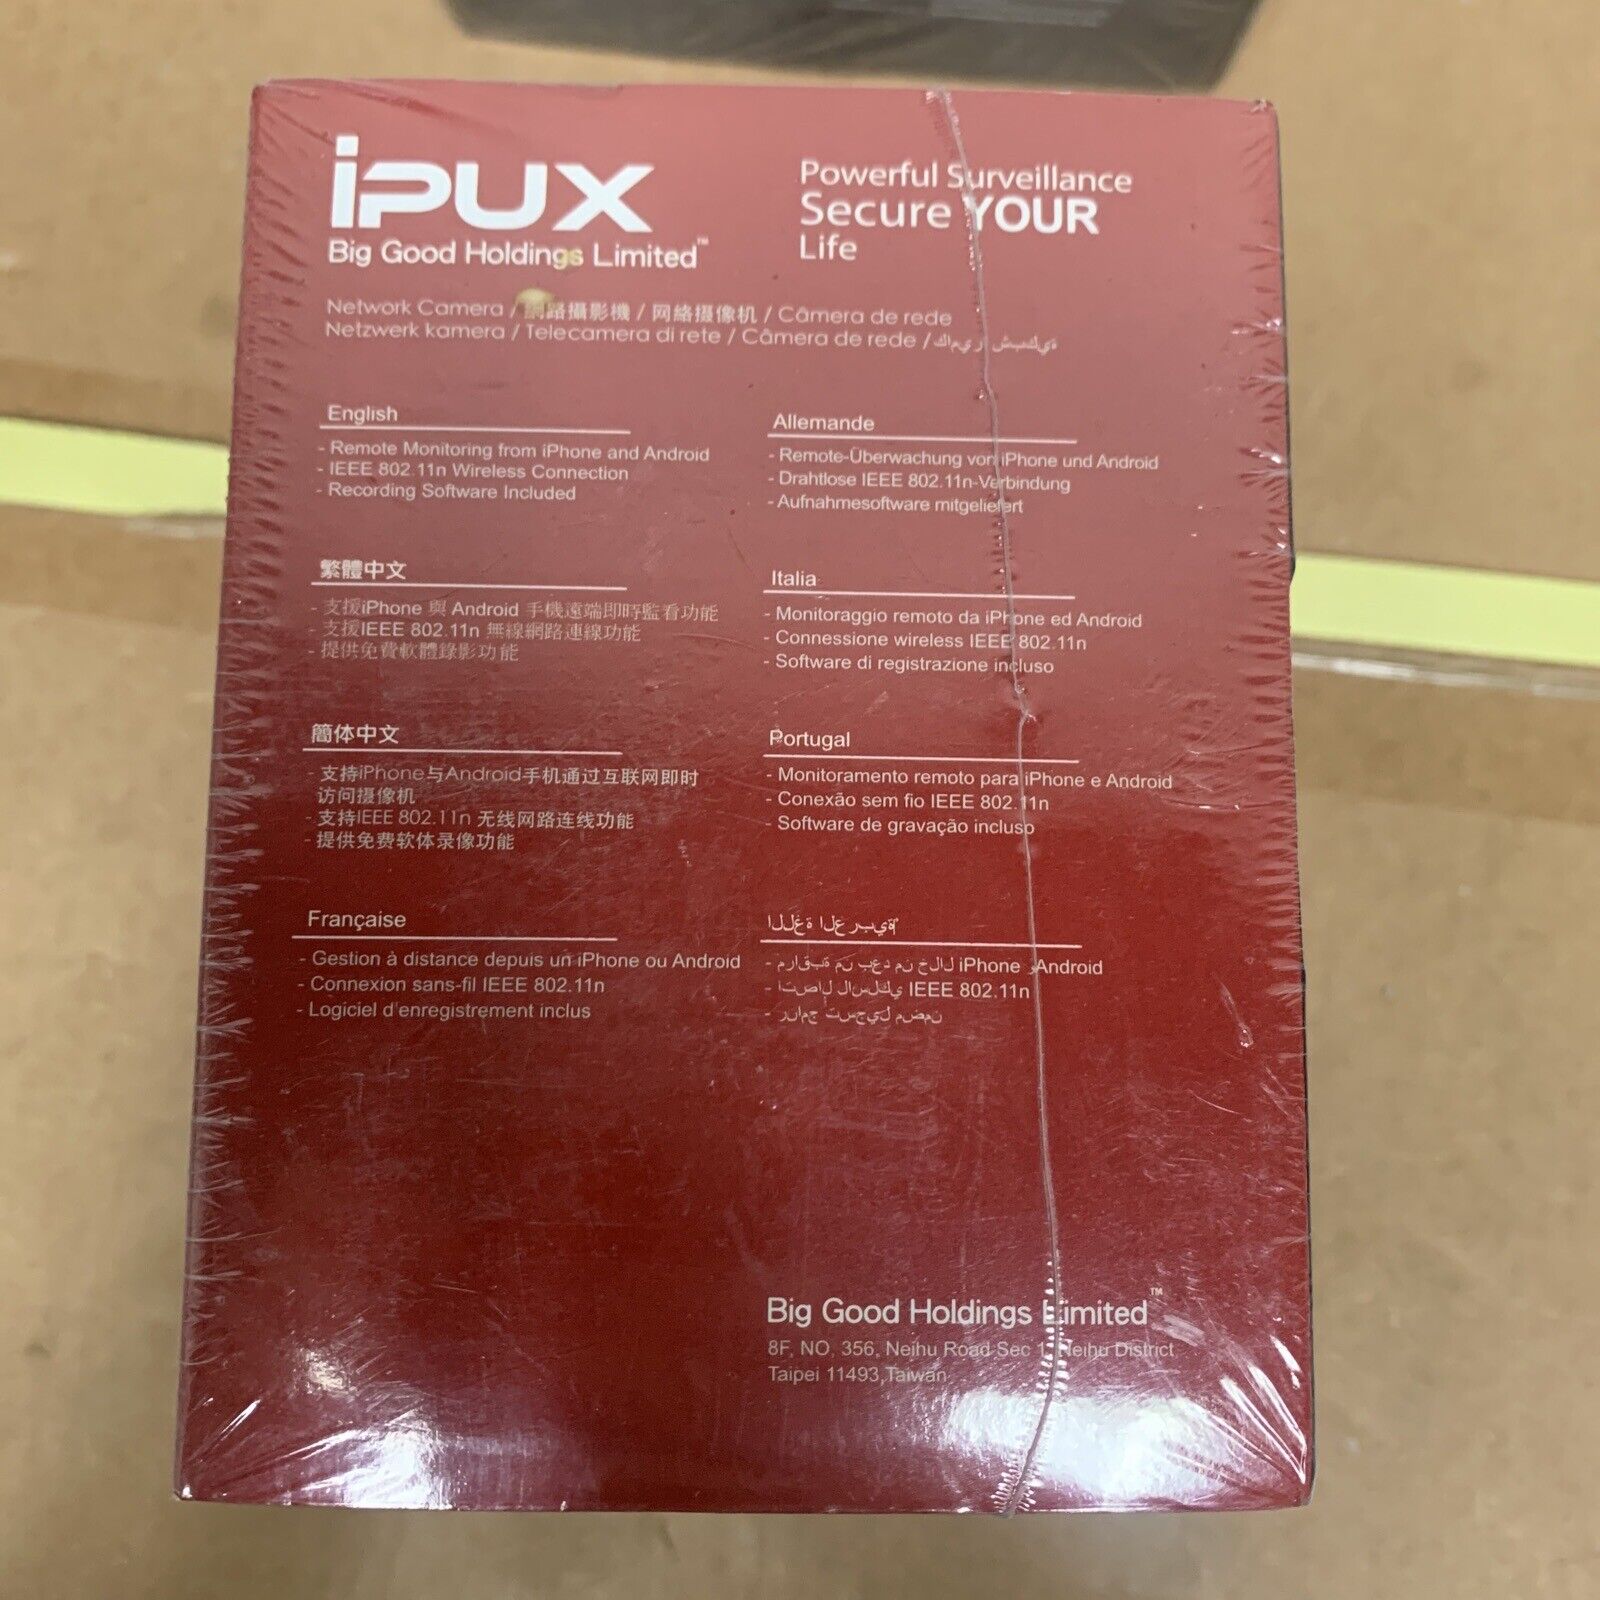 iPUX
Big Good Holdings Limited™
Powerful Surveillance
Secure YOUR
Life
Network Camera / 網路攝影機 / 网络摄像机 / Câmera de rede
Netzwerk kamera / Telecamera di rete / Câmera de rede /
English
- Remote Monitoring from iPhone and Android
- IEEE 802.11n Wireless Connection
- Recording Software Included
繁體中文
- 支援iPhone 與 Android 手機遠端即時監看功能
- 支援IEEE 802.11n 無線網路連線功能
- 提供免費軟體錄影功能
簡体中文
- 支持iPhone与Android手机通过互联网即时
访问摄像机
- 支持IEEE 802.11n 无线网路连线功能
- 提供免费软体录像功能
Française
- Gestion à distance depuis un iPhone ou Android
- Connexion sans-fil IEEE 802.11n
- Logiciel d'enregistrement inclus
Allemande
- Remote-Überwachung von iPhone und Android
- Drahtlose IEEE 802.11n-Verbindung
- Aufnahmesoftware mitgeliefert
Italia
- Monitoraggio remoto da iPhone ed Android
- Connessione wireless IEEE 802.11n
- Software di registrazione incluso
Portugal
- Monitoramento remoto para iPhone e Android
- Conexão sem fio IEEE 802.11n
- Software de gravação incluso
- iPhone Android
- IEEE 802.11n
Big Good Holdings Limited™
8F, NO, 356, Neihu Road Sec 1, Neihu District
Taipei 11493,Taiwan